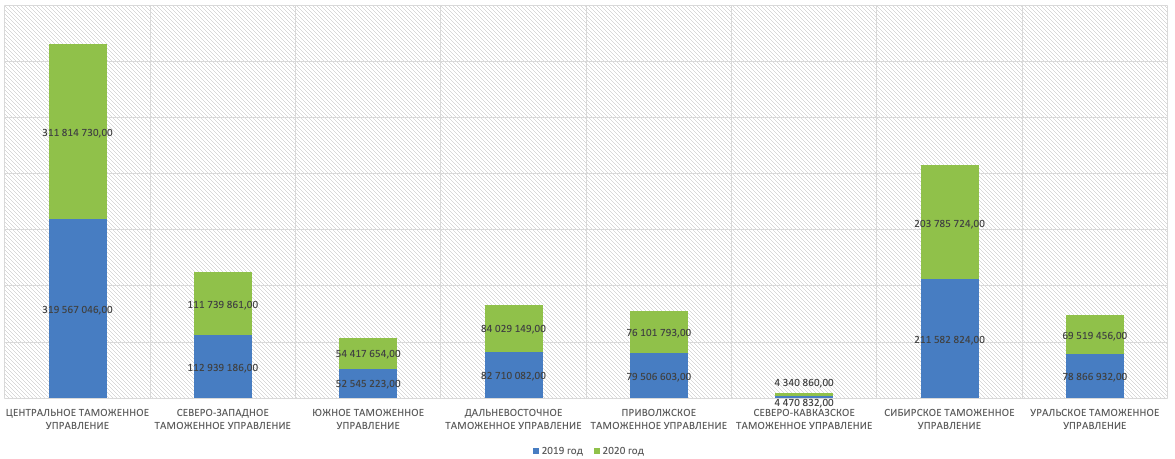 311 814 730,00
319 567 046,00
111 739 861,00
112 939 186,00
54 417 654,00
52 545 223,00
84 029 149,00
82 710 082,00
76 101 793,00
79 506 603,00
4 340 860,00
4 470 832,00
203 785 724,00
211 582 824,00
69 519 456,00
78 866 932,00
ЦЕНТРАЛЬНОЕ ТАМОЖЕННОЕ
УПРАВЛЕНИЕ
СЕВЕРО-ЗАПАДНОЕ
ТАМОЖЕННОЕ УПРАВЛЕНИЕ
ЮЖНОЕ ТАМОЖЕННОЕ
УПРАВЛЕНИЕ
ДАЛЬНЕВОСТОЧНОЕ
ТАМОЖЕННОЕ УПРАВЛЕНИЕ
ПРИВОЛЖСКОЕ
ТАМОЖЕННОЕ УПРАВЛЕНИЕ
СЕВЕРО-КАВКАЗСКОЕ
ТАМОЖЕННОЕ УПРАВЛЕНИЕ
СИБИРСКОЕ ТАМОЖЕННОЕ
УПРАВЛЕНИЕ
УРАЛЬСКОЕ ТАМОЖЕННОЕ
УПРАВЛЕНИЕ
2019 год
2020 год